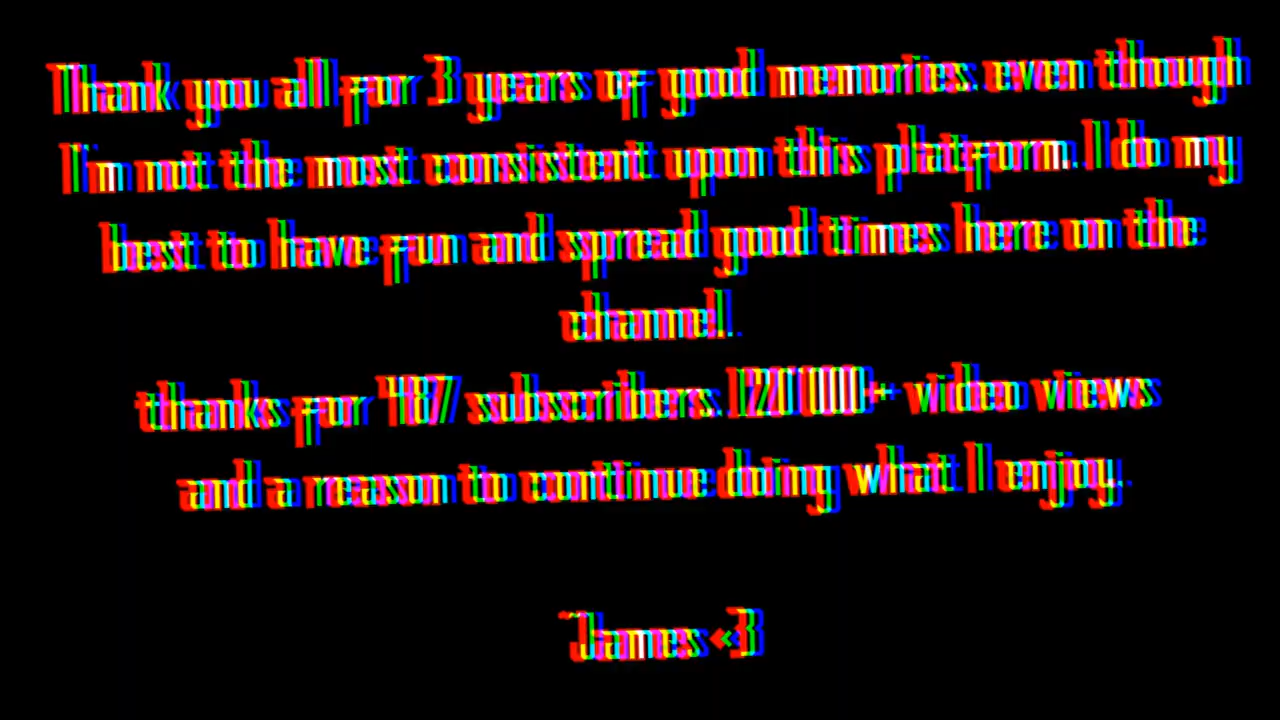 Thank you all for 3 years of good memories. even though
I'm not the most consistent upon this platform. I do my
best to have fun and spread good times here on the
channel.
thanks for 487 subscribers. 120'000+ video views
and a reason to continue doing what I enjoy.
~James <3